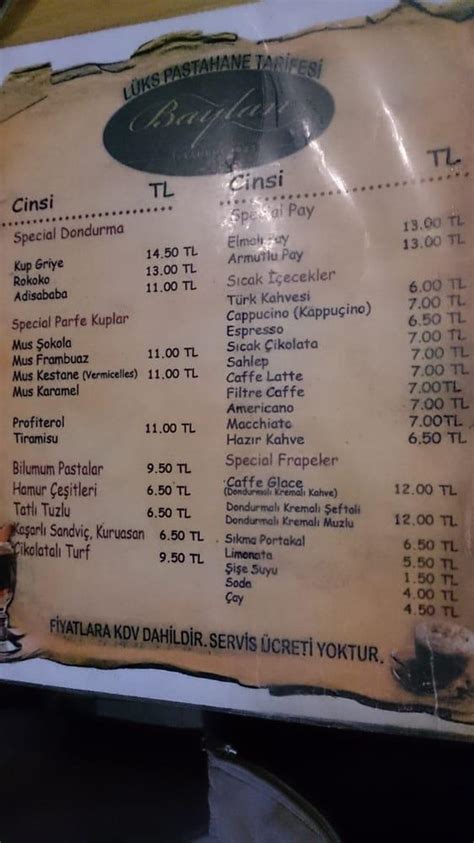 LÜKS PASTAHANE TARİFESİ
Baylan
Cinsi TL
Special Dondurma
Kup Griye 14.50 TL
Rokoko 13.00 TL
Adisababa 11.00 TL
Special Parfe Kuplar
Mus Şokola
Mus Frambuaz 11.00 TL
Mus Kestane (Vermicelles) 11.00 TL
Mus Karamel
Profiterol
Tiramisu 11.00 TL
Bilumum Pastalar 9.50 TL
Hamur Çeşitleri 6.50 TL
Tatlı Tuzlu 6.50 TL
Kaşarlı Sandviç, Kuruasan 6.50 TL
Çikolatalı Turf 9.50 TL
Cinsi TL
Special Pay
Elmalı Pay 13.00 TL
Armutlu Pay 13.00 TL
Sıcak İçecekler
Türk Kahvesi 6.00 TL
Cappucino (Kappuçino) 7.00 TL
Espresso 6.50 TL
Sıcak Çikolata 7.00 TL
Sahlep 7.00 TL
Caffe Latte 7.00 TL
Filtre Caffe 7.00TL
Americano 7.00 TL
Macchiato 7.00TL
Hazır Kahve 6.50 TL
Special Frapeler
Caffe Glace
(Dondurmalı Kremalı Kahve) 12.00 TL
Dondurmalı Kremalı Şeftali
Dondurmalı Kremalı Muzlu 12.00 TL
Sıkma Portakal 6.50 TL
Limonata 5.50 TL
Şişe Suyu 1.50 TL
Soda 4.00 TL
Çay 4.50 TL
FİYATLARA KDV DAHİLDİR. SERVİS ÜCRETİ YOKTUR.